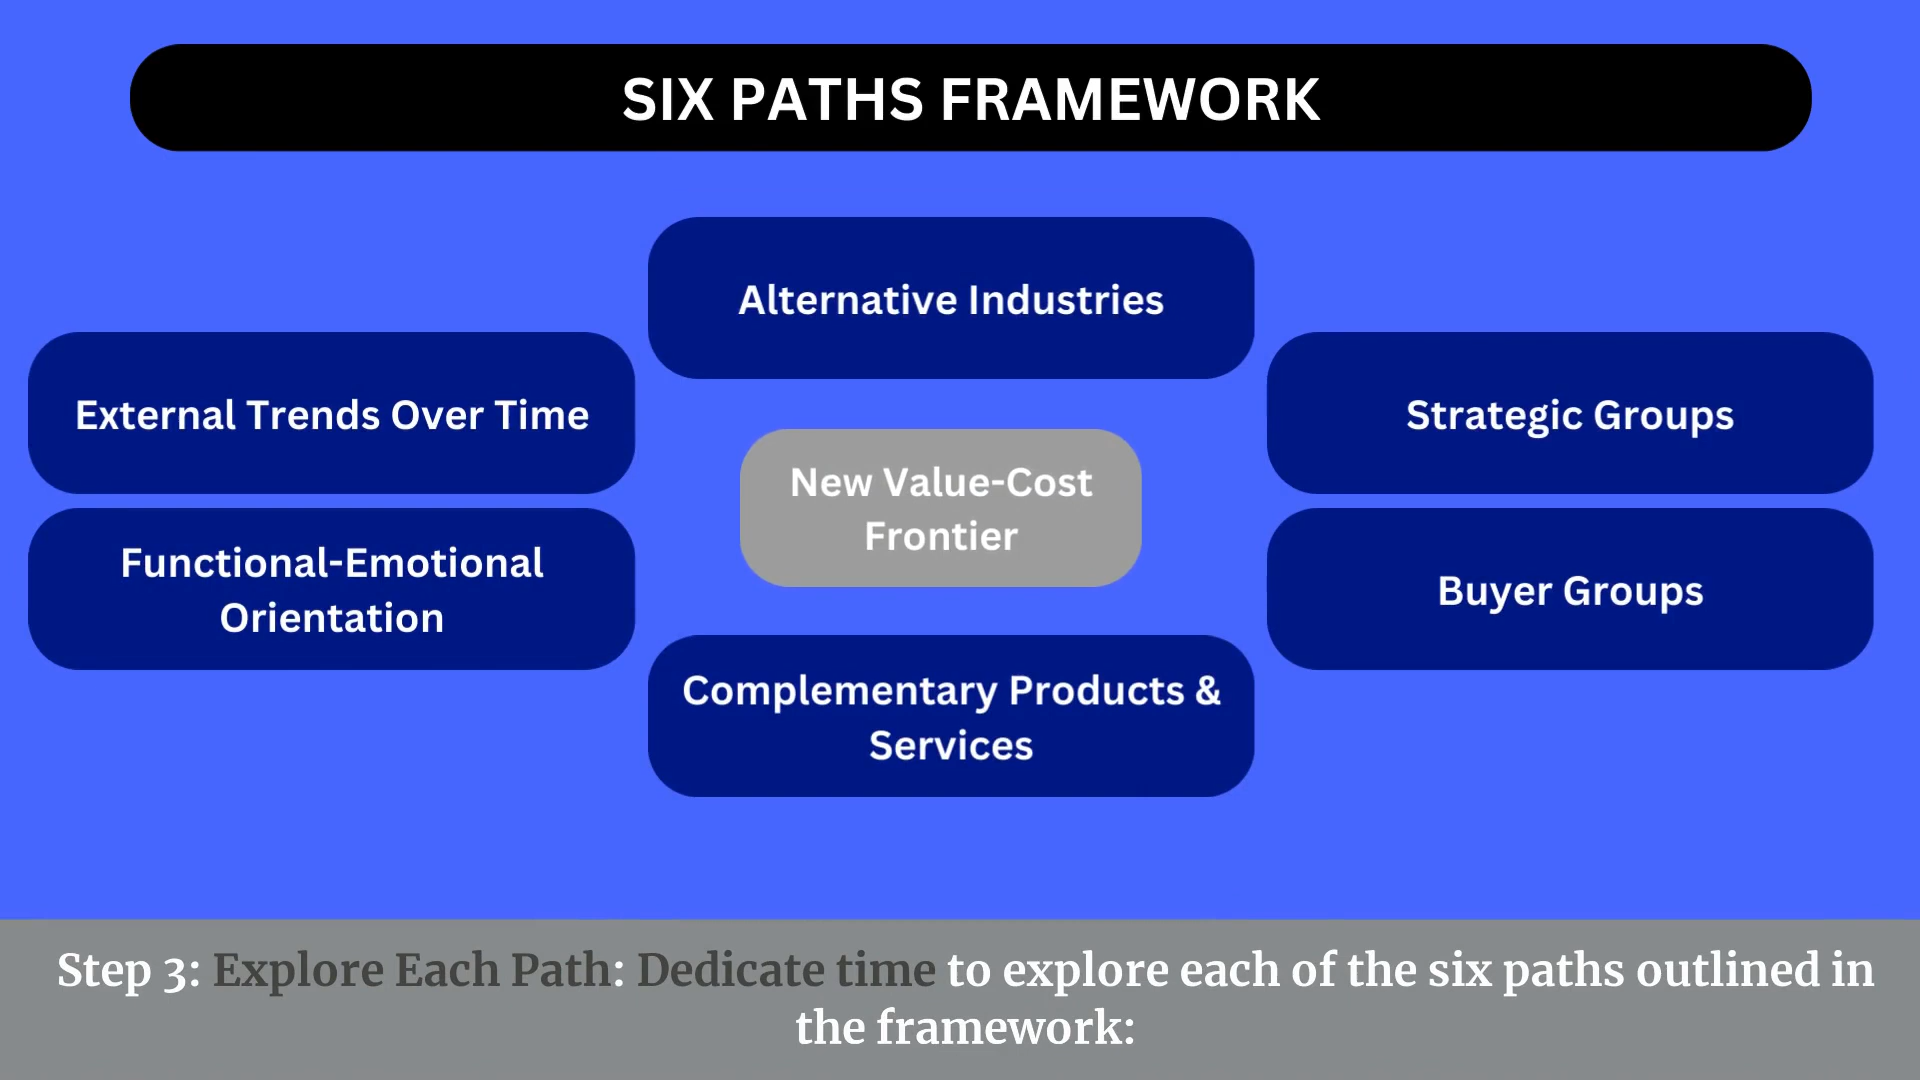 SIX PATHS FRAMEWORK
Alternative Industries
External Trends Over Time
Strategic Groups
New Value-Cost
Frontier
Functional-Emotional
Orientation
Buyer Groups
Complementary Products &
Services
Step 3: Explore Each Path: Dedicate time to explore each of the six paths outlined in
the framework: